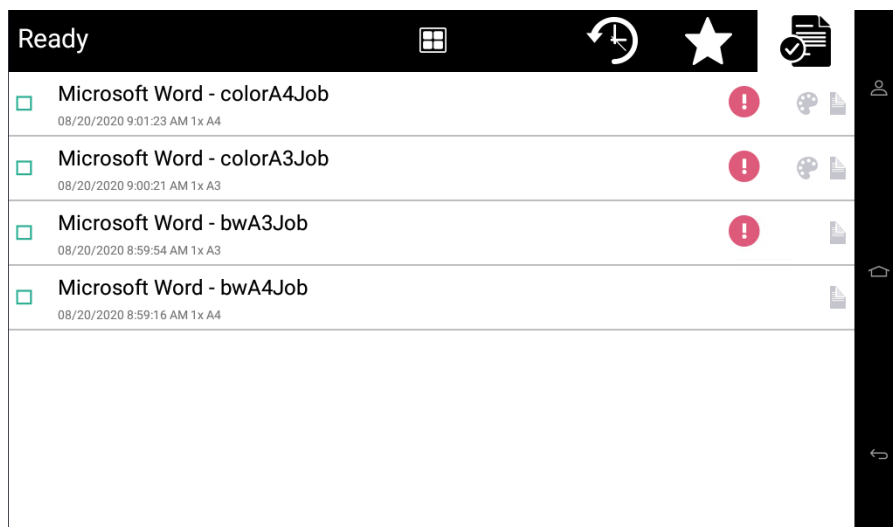 Ready
Microsoft Word - colorA4Job
08/20/2020 9:01:23 AM 1x A4
Microsoft Word - colorA3Job
08/20/2020 9:00:21 AM 1x A3
Microsoft Word - bwA3Job
08/20/2020 8:59:54 AM 1x A3
Microsoft Word - bwA4Job
08/20/2020 8:59:16 AM 1x A4